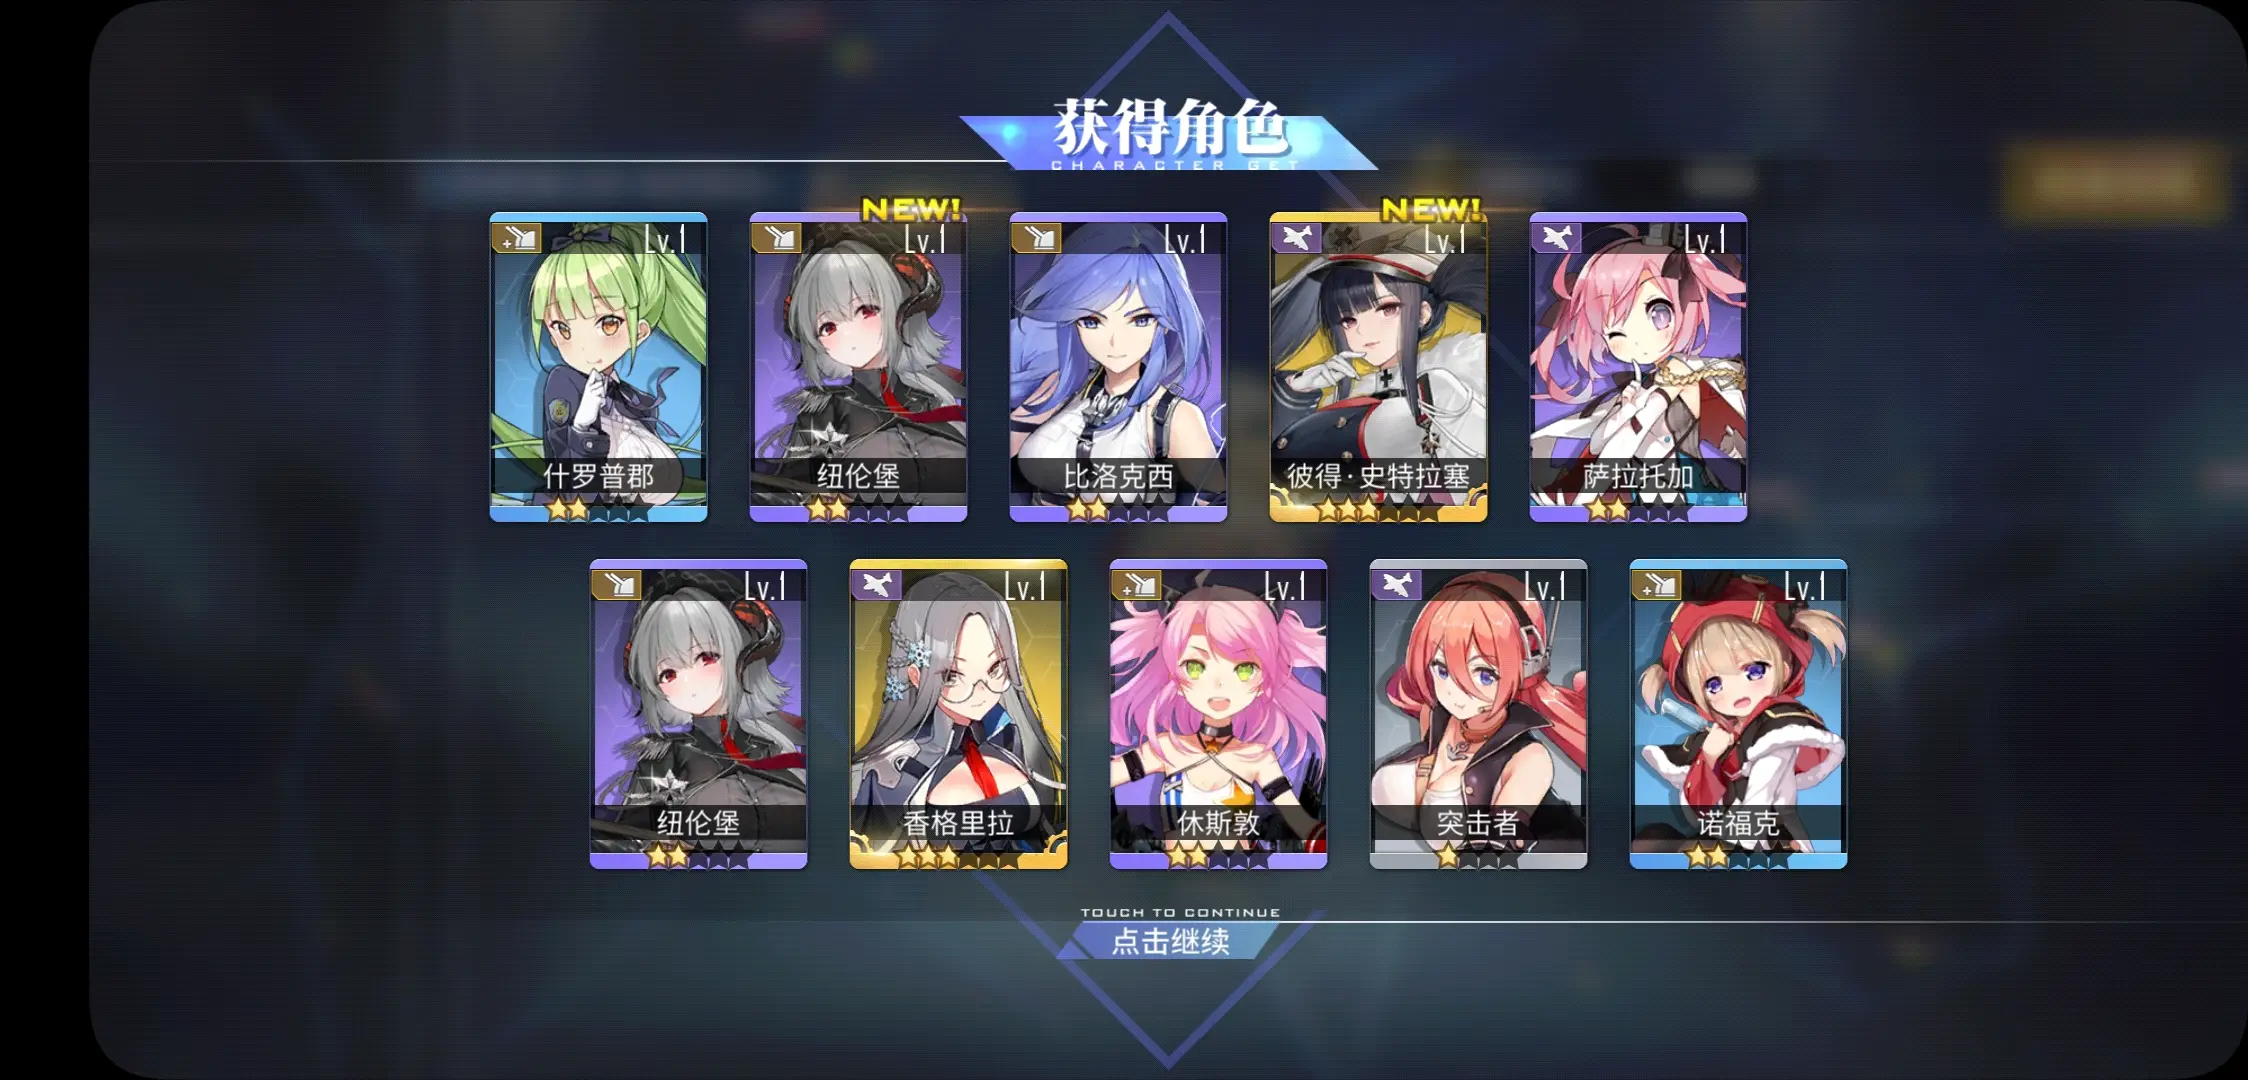 获得角色
CHARACTER GET
NEW!
NEW!
Lv.1
Lv.1
Lv.1
Lv.1
Lv.1
什罗普郡
纽伦堡
比洛克西
彼得·史特拉塞
萨拉托加
Lv.1
Lv.1
Lv.1
Lv.1
Lv.1
纽伦堡
香格里拉
休斯敦
突击者
诺福克
TOUCH TO CONTINUE
点击继续